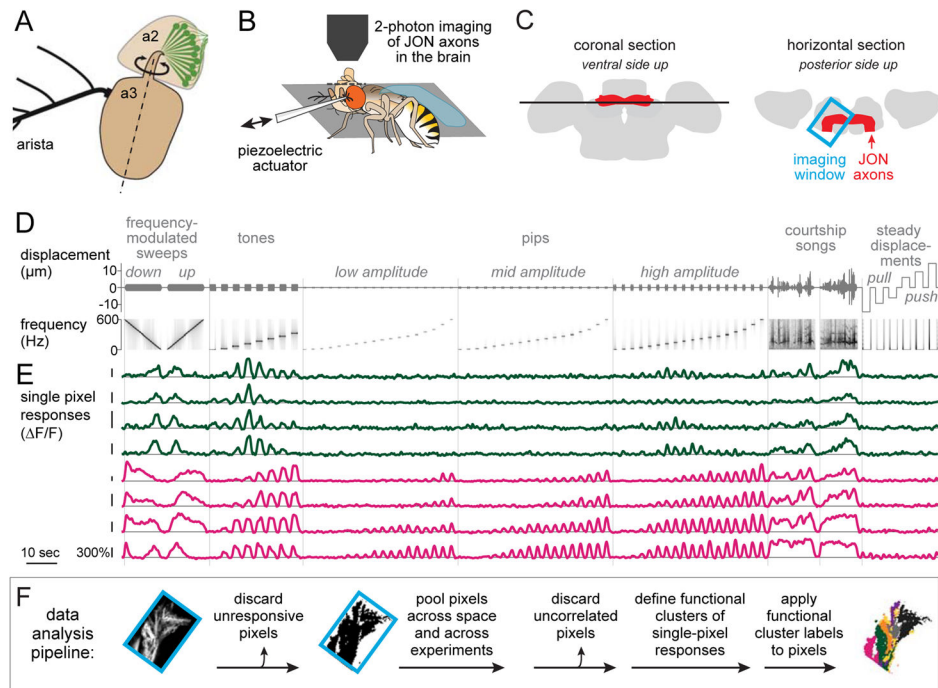 A
a2
a3
arista
B
2-photon imaging
of JON axons
in the brain
piezoelectric
actuator
C
coronal section
ventral side up
horizontal section
posterior side up
imaging
window
JON
axons
D
frequency-
modulated
sweeps
down up
tones
pips
low amplitude
mid amplitude
high amplitude
courtship
songs
steady
displace-
ments
pull
push
displacement
(µm)
10
0
-10
frequency
(Hz)
600
0
E
single pixel
responses
(ΔF/F)
10 sec
300%
F
data
analysis
pipeline:
discard
unresponsive
pixels
pool pixels
across space
and across
experiments
discard
uncorrelated
pixels
define functional
clusters of
single-pixel
responses
apply
functional
cluster labels
to pixels